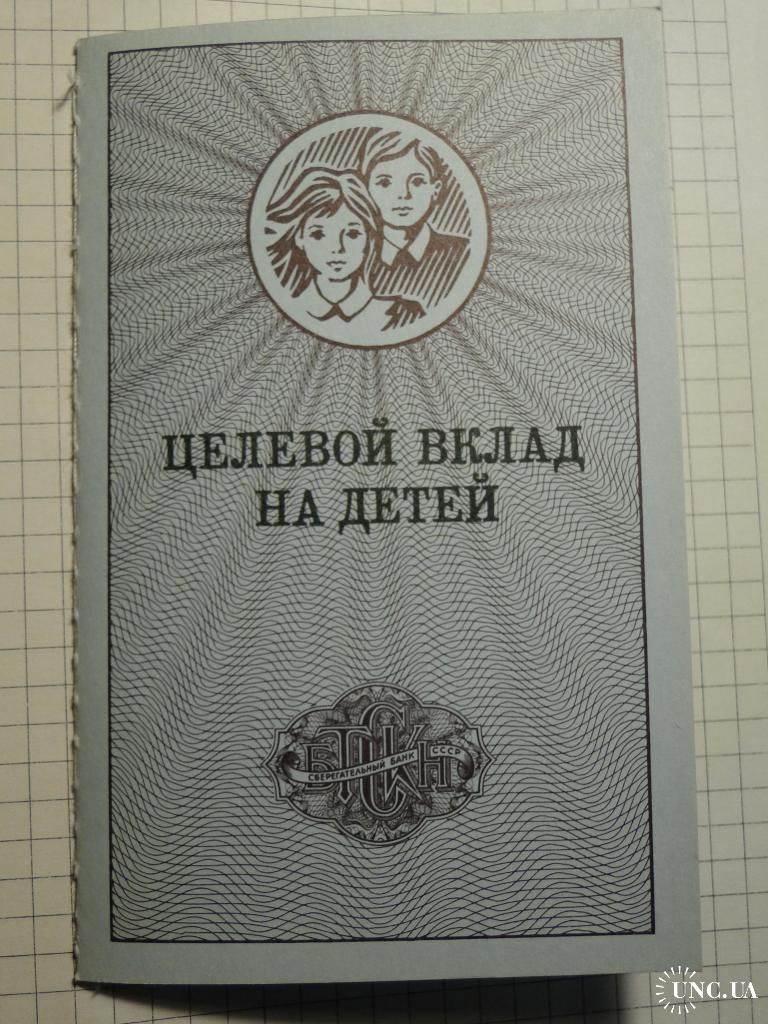 ЦЕЛЕВОЙ ВКЛАД
НА ДЕТЕЙ
СБЕРЕГАТЕЛЬНЫЙ БАНК СССР
UNC.UA